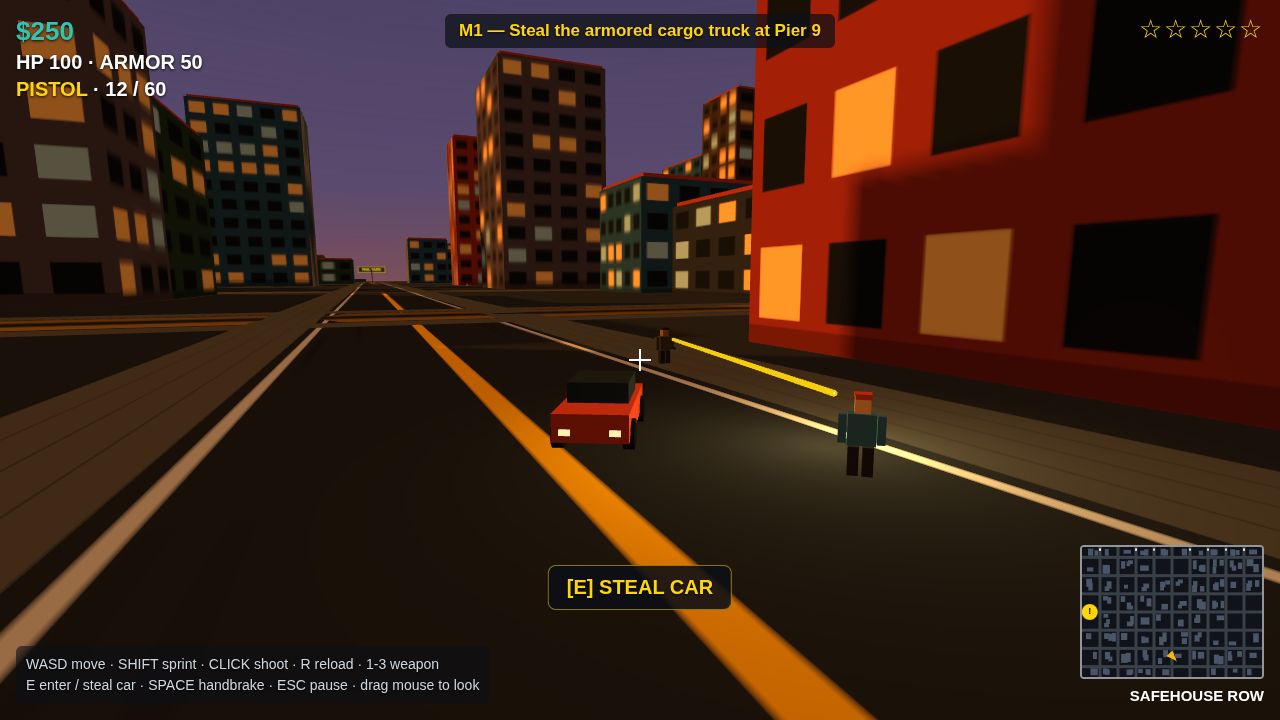 $250
HP 100 · ARMOR 50
PISTOL · 12 / 60
M1 — Steal the armored cargo truck at Pier 9
☆☆☆☆☆
[E] STEAL CAR
WASD move · SHIFT sprint · CLICK shoot · R reload · 1-3 weapon
E enter / steal car · SPACE handbrake · ESC pause · drag mouse to look
!
SAFEHOUSE ROW